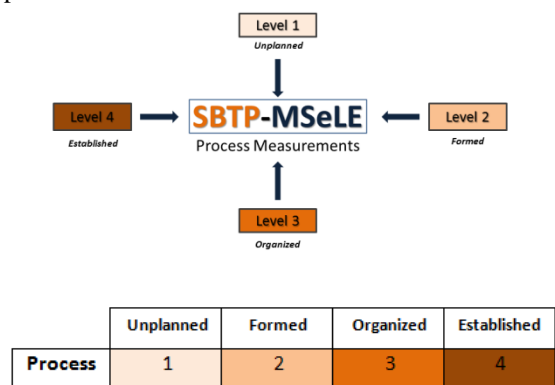 Level 1
Unplanned
Level 4
Established
SBTP-MSeLE
Process Measurements
Level 2
Formed
Level 3
Organized
Unplanned Formed Organized Established
Process 1 2 3 4